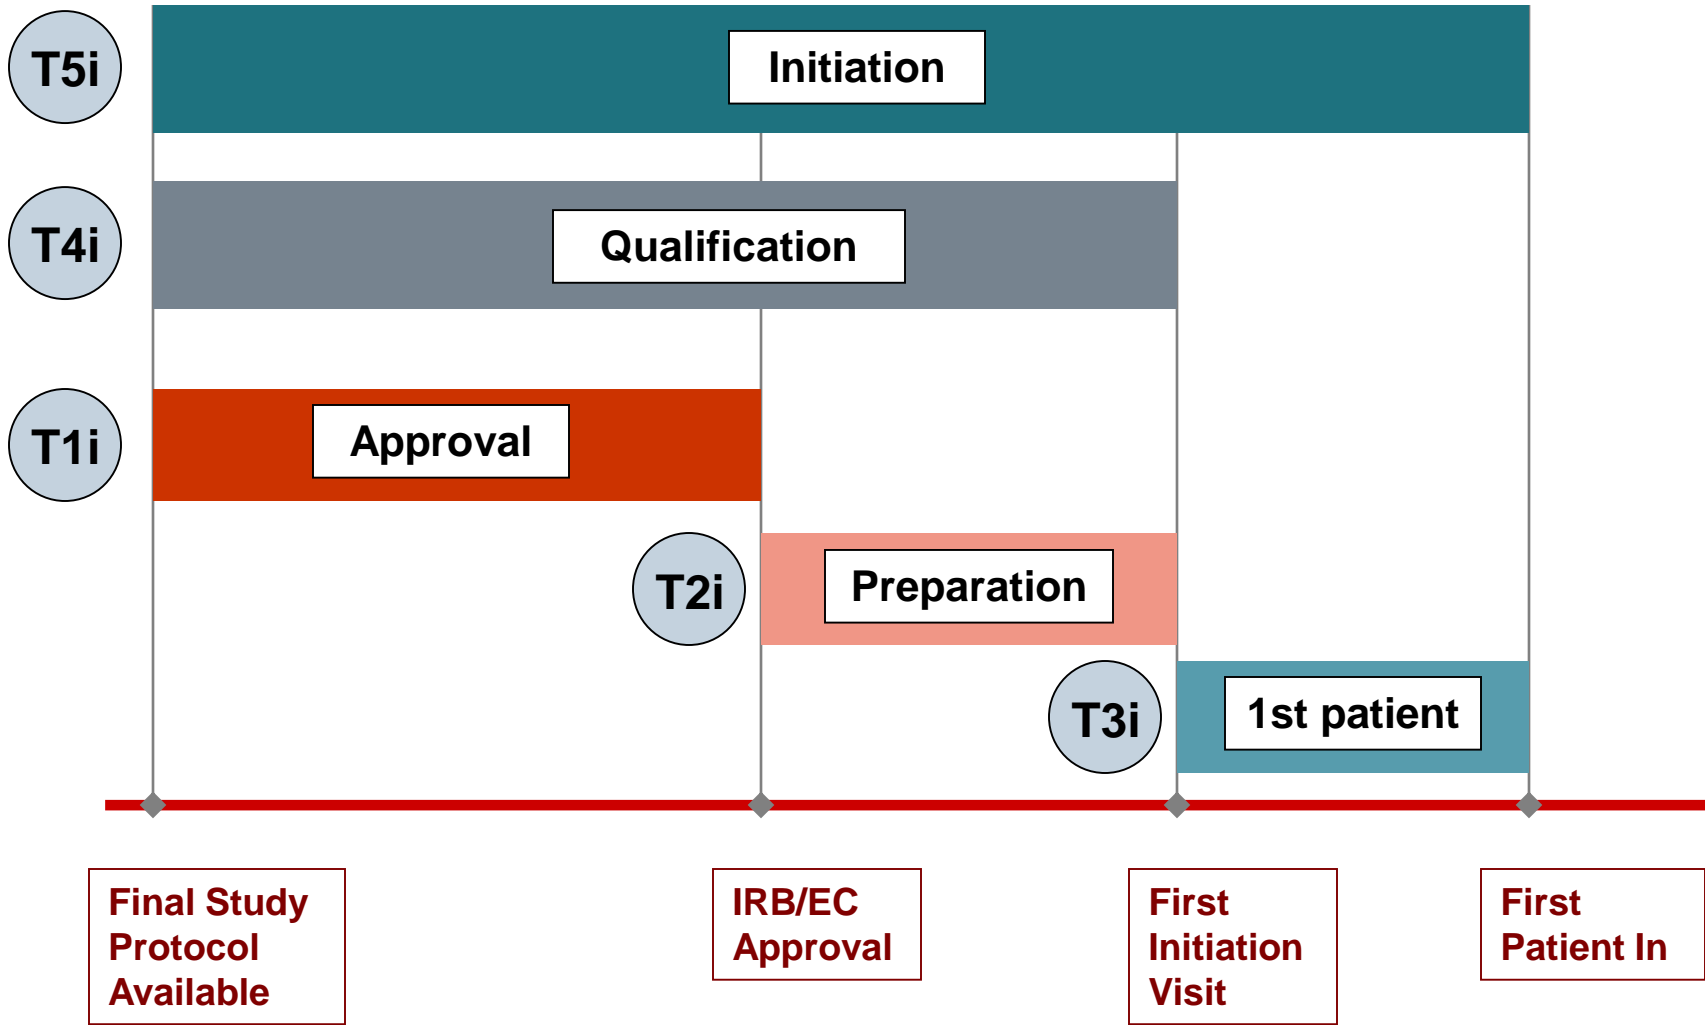 T5i
Initiation
T4i
Qualification
T1i
Approval
T2i
Preparation
T3i
1st patient
Final Study
Protocol
Available
IRB/EC
Approval
First
Initiation
Visit
First
Patient In